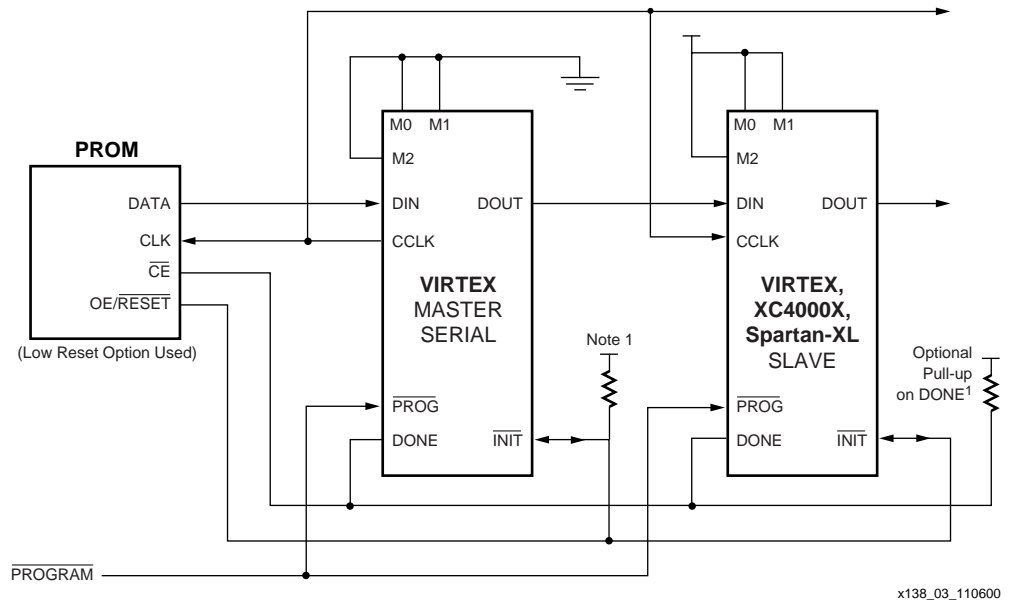 PROM
DATA
CLK
CE
OE/RESET
(Low Reset Option Used)
M0 M1
M2
DIN DOUT
CCLK
VIRTEX
MASTER
SERIAL
PROG
DONE INIT
Note 1
M0 M1
M2
DIN DOUT
CCLK
VIRTEX,
XC4000X,
Spartan-XL
SLAVE
PROG
DONE INIT
Optional
Pull-up
on DONE¹
PROGRAM
x138_03_110600